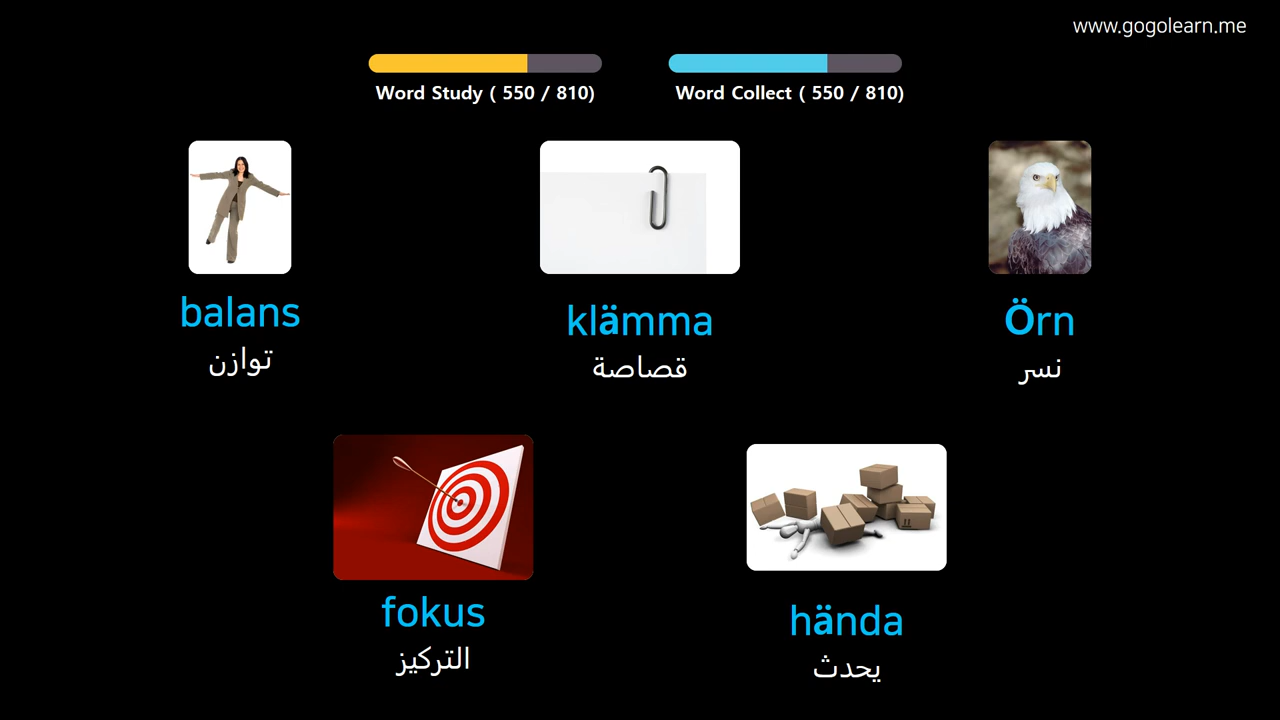 www.gogolearn.me
Word Study ( 550 / 810)
Word Collect ( 550 / 810)
balans
توازن
klämma
قصاصة
Örn
نسر
fokus
التركيز
hända
يحدث